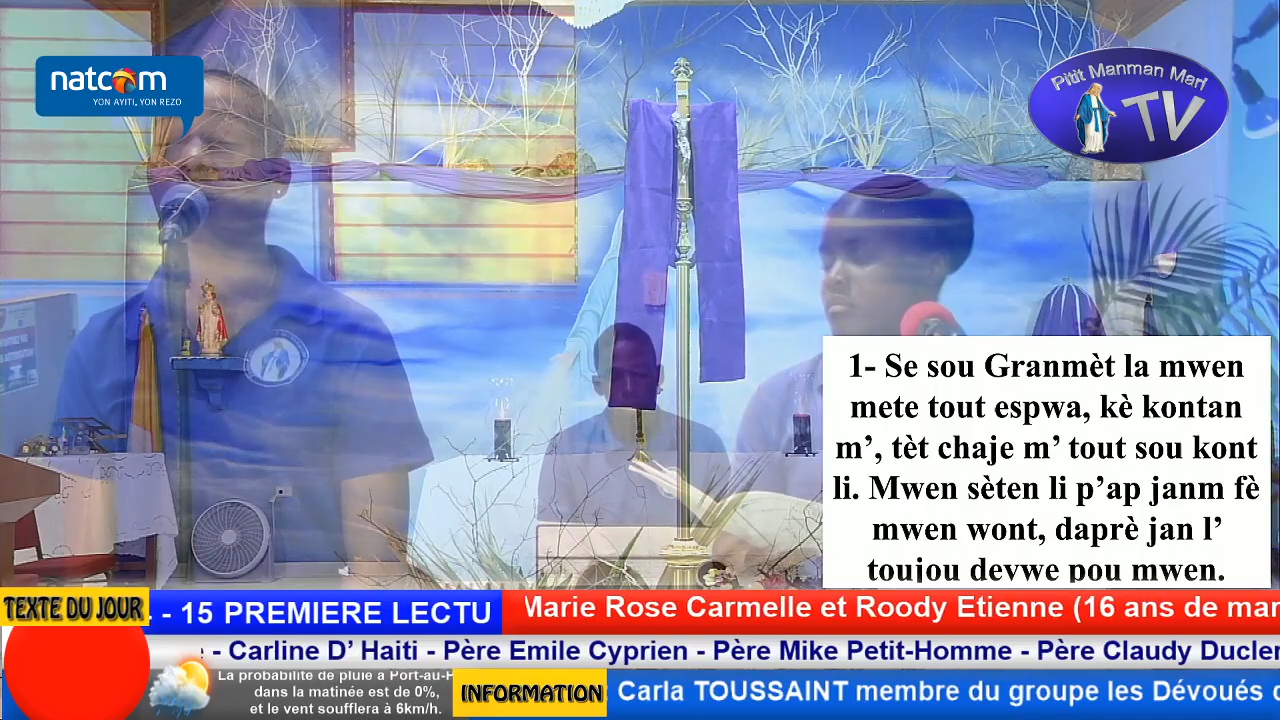 natcom
YON AYITI, YON REZO
Pitit Manman Mari
TV
1- Se sou Granmèt la mwen
mete tout espwa, kè kontan
m’, tèt chaje m’ tout sou kont
li. Mwen sèten li p’ap janm fè
mwen wont, daprè jan l’
toujou devwe pou mwen.
TEXTE DU JOUR
- 15 PREMIERE LECTU
Marie Rose Carmelle et Roody Etienne (16 ans de mar
- Carline D’ Haiti - Père Emile Cyprien - Père Mike Petit-Homme - Père Claudy Ducler
La probabilité de pluie à Port-au-P
dans la matinée est de 0%,
et le vent soufflera à 6km/h.
INFORMATION
Carla TOUSSAINT membre du groupe les Dévoués d